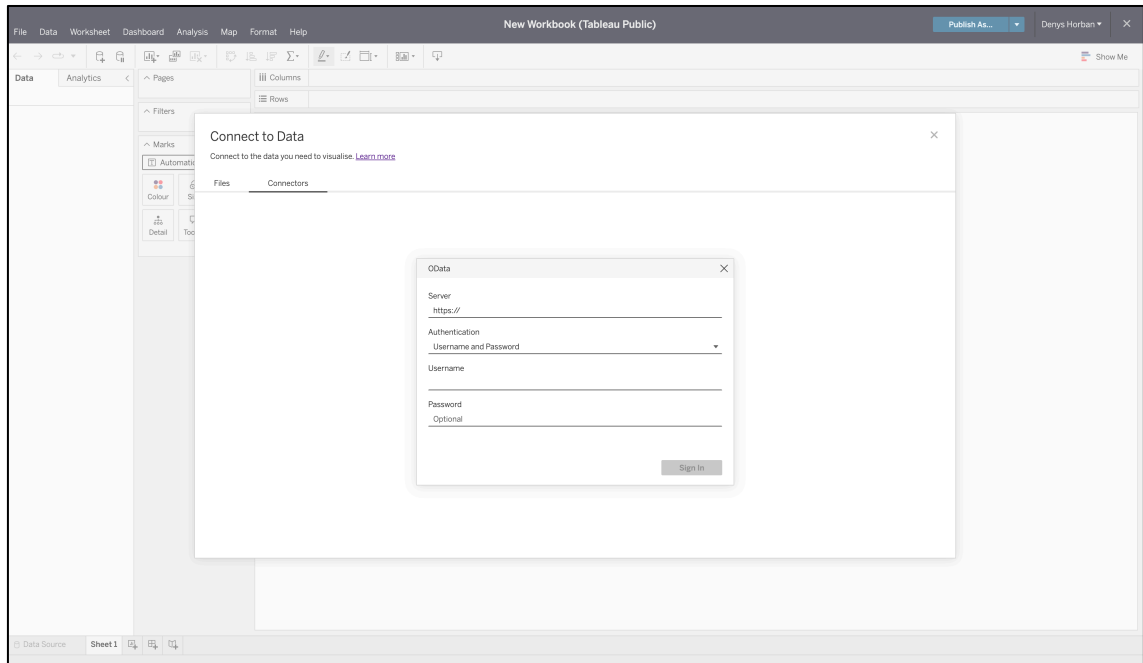 New Workbook (Tableau Public)
Publish As...
Denys Horban
File Data Worksheet Dashboard Analysis Map Format Help
Show Me
Data Analytics
Pages
Columns
Rows
Filters
Marks
Automatic
Colour
Si
Detail
Too
Connect to Data
Connect to the data you need to visualise. Learn more
Files Connectors
OData
Server
https://
Authentication
Username and Password
Username
Password
Optional
Sign In
Data Source Sheet 1